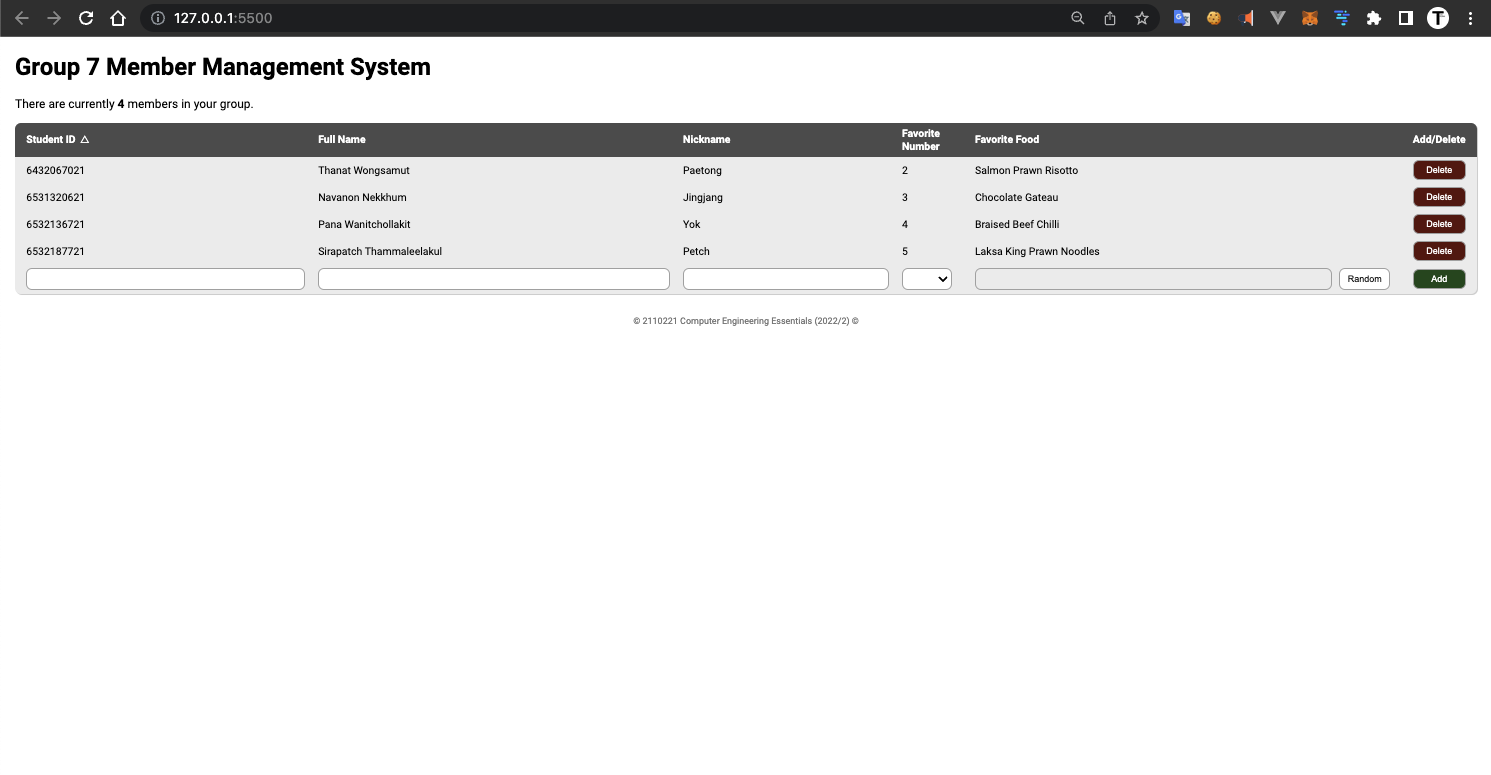 127.0.0.1:5500
Group 7 Member Management System
There are currently 4 members in your group.
Student ID △ Full Name Nickname Favorite Number Favorite Food Add/Delete
6432067021 Thanat Wongsamut Paetong 2 Salmon Prawn Risotto Delete
6531320621 Navanon Nekkhum Jingjang 3 Chocolate Gateau Delete
6532136721 Pana Wanitchollakit Yok 4 Braised Beef Chilli Delete
6532187721 Sirapatch Thammaleelakul Petch 5 Laksa King Prawn Noodles Delete
Random Add
© 2110221 Computer Engineering Essentials (2022/2) ©